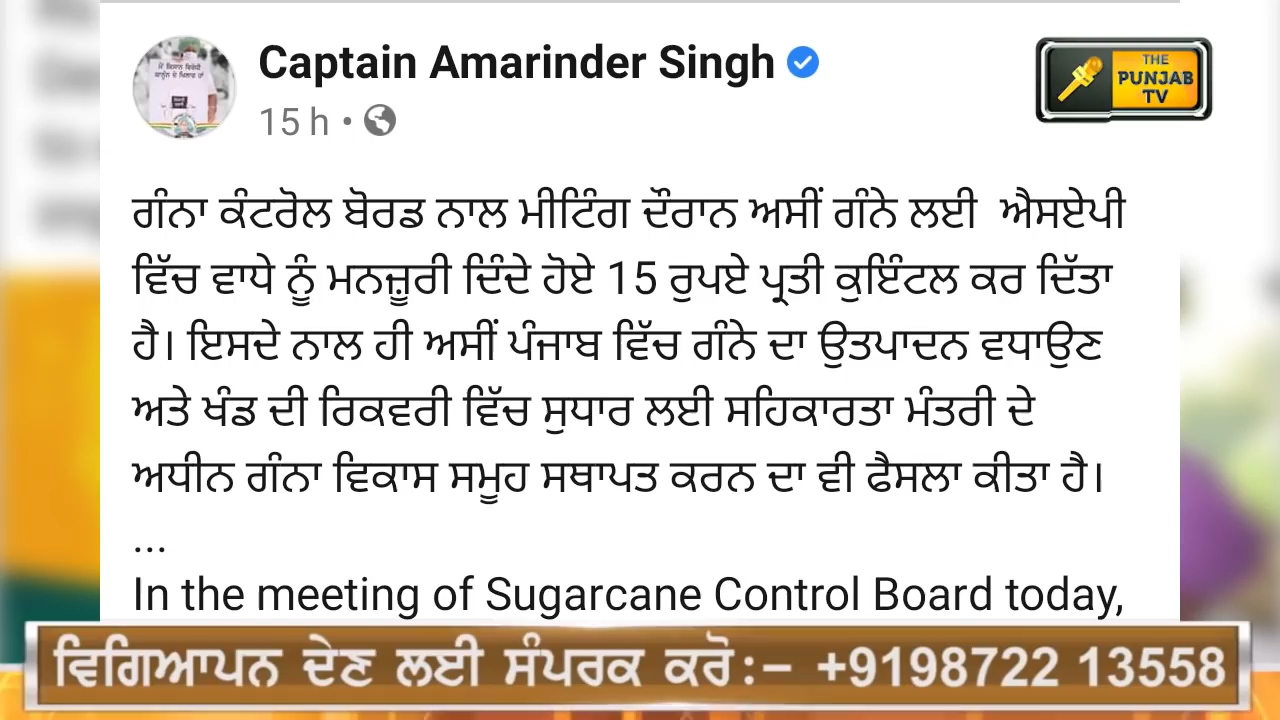 Captain Amarinder Singh
15 h
THE
PUNJAB
TV
ਗੰਨਾ ਕੰਟਰੋਲ ਬੋਰਡ ਨਾਲ ਮੀਟਿੰਗ ਦੌਰਾਨ ਅਸੀਂ ਗੰਨੇ ਲਈ ਐਸਏਪੀ
ਵਿੱਚ ਵਾਧੇ ਨੂੰ ਮਨਜ਼ੂਰੀ ਦਿੰਦੇ ਹੋਏ 15 ਰੁਪਏ ਪ੍ਰਤੀ ਕੁਇੰਟਲ ਕਰ ਦਿੱਤਾ
ਹੈ। ਇਸਦੇ ਨਾਲ ਹੀ ਅਸੀਂ ਪੰਜਾਬ ਵਿੱਚ ਗੰਨੇ ਦਾ ਉਤਪਾਦਨ ਵਧਾਉਣ
ਅਤੇ ਖੰਡ ਦੀ ਰਿਕਵਰੀ ਵਿੱਚ ਸੁਧਾਰ ਲਈ ਸਹਿਕਾਰਤਾ ਮੰਤਰੀ ਦੇ
ਅਧੀਨ ਗੰਨਾ ਵਿਕਾਸ ਸਮੂਹ ਸਥਾਪਤ ਕਰਨ ਦਾ ਵੀ ਫੈਸਲਾ ਕੀਤਾ ਹੈ।
...
In the meeting of Sugarcane Control Board today,
ਵਿਗਿਆਪਨ ਦੇਣ ਲਈ ਸੰਪਰਕ ਕਰੋ:– +9198722 13558